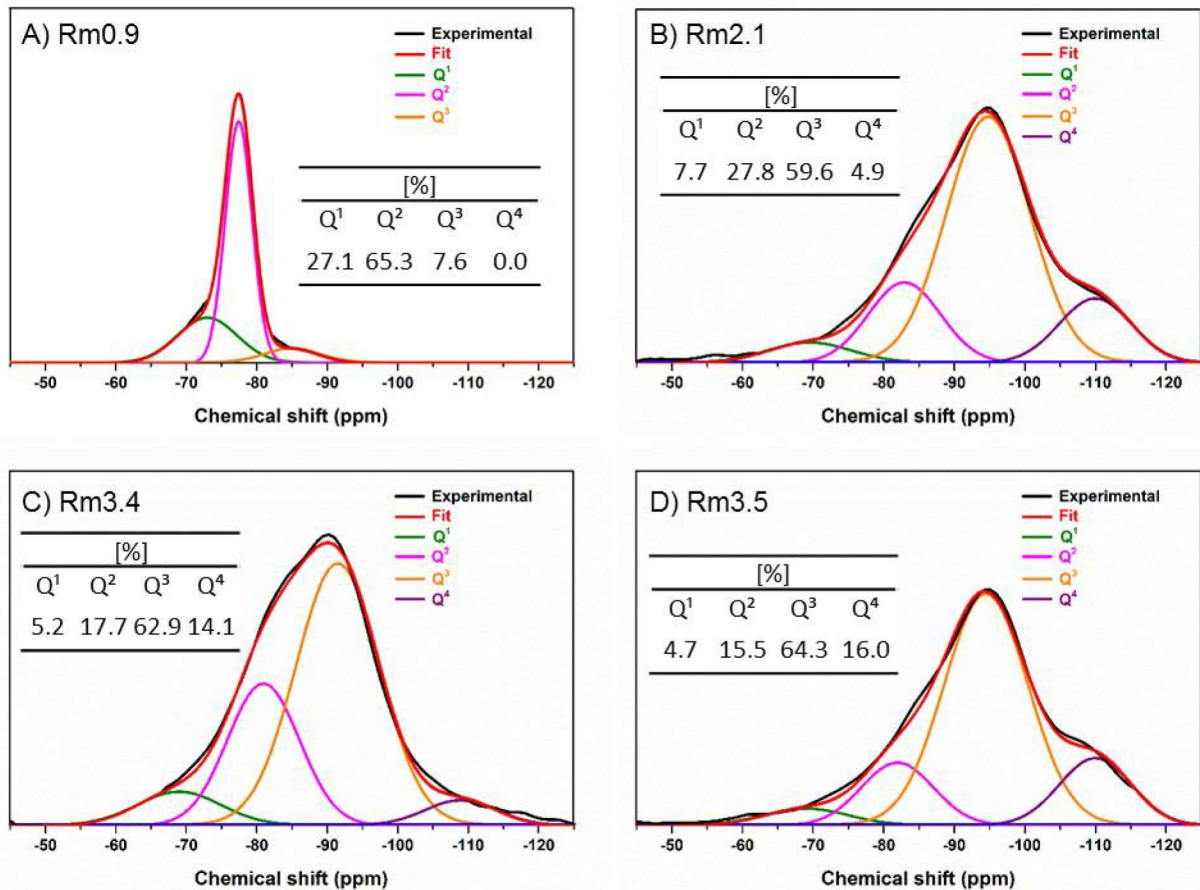 A) Rm0.9
Experimental
Fit
Q¹
Q²
Q³
[%]
Q¹ Q² Q³ Q⁴
27.1 65.3 7.6 0.0
-50 -60 -70 -80 -90 -100 -110 -120
Chemical shift (ppm)
B) Rm2.1
Experimental
Fit
Q¹
Q²
Q³
Q⁴
[%]
Q¹ Q² Q³ Q⁴
7.7 27.8 59.6 4.9
-50 -60 -70 -80 -90 -100 -110 -120
Chemical shift (ppm)
C) Rm3.4
Experimental
Fit
Q¹
Q²
Q³
Q⁴
[%]
Q¹ Q² Q³ Q⁴
5.2 17.7 62.9 14.1
-50 -60 -70 -80 -90 -100 -110 -120
Chemical shift (ppm)
D) Rm3.5
Experimental
Fit
Q¹
Q²
Q³
Q⁴
[%]
Q¹ Q² Q³ Q⁴
4.7 15.5 64.3 16.0
-50 -60 -70 -80 -90 -100 -110 -120
Chemical shift (ppm)